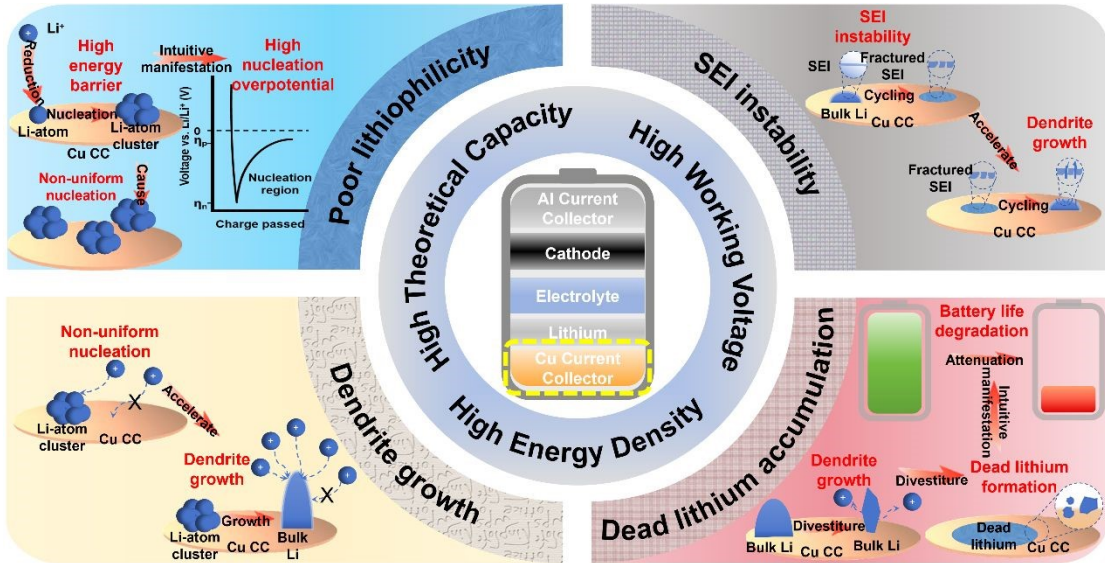 Li⁺
Reduction
High
energy
barrier
Intuitive
manifestation
High
nucleation
overpotential
Nucleation
Li-atom
Li-atom
cluster
Cu CC
Non-uniform
nucleation
Cause
Voltage vs. Li/Li⁺ (V)
0
ηₚ
ηₙ
Nucleation
region
Charge passed
Poor lithiophilicity
SEI instability
SEI
instability
SEI
Fractured
SEI
Cycling
Bulk Li
Cu CC
Accelerate
Dendrite
growth
Fractured
SEI
Cycling
Cu CC
High Theoretical Capacity
High Working Voltage
High Energy Density
Al Current
Collector
Cathode
Electrolyte
Lithium
Cu Current
Collector
Non-uniform
nucleation
+
+
X
Accelerate
Li-atom
cluster
Cu CC
Dendrite
growth
+
+
+
+
+
X
Growth
Li-atom
cluster
Cu CC
Bulk
Li
Dendrite growth
Dead lithium accumulation
Battery life
degradation
Attenuation
Intuitive
manifestation
Dendrite
growth
+
+
Divestiture
Dead lithium
formation
Divestiture
Bulk Li
Cu CC
Bulk Li
Dead
lithium
Cu CC